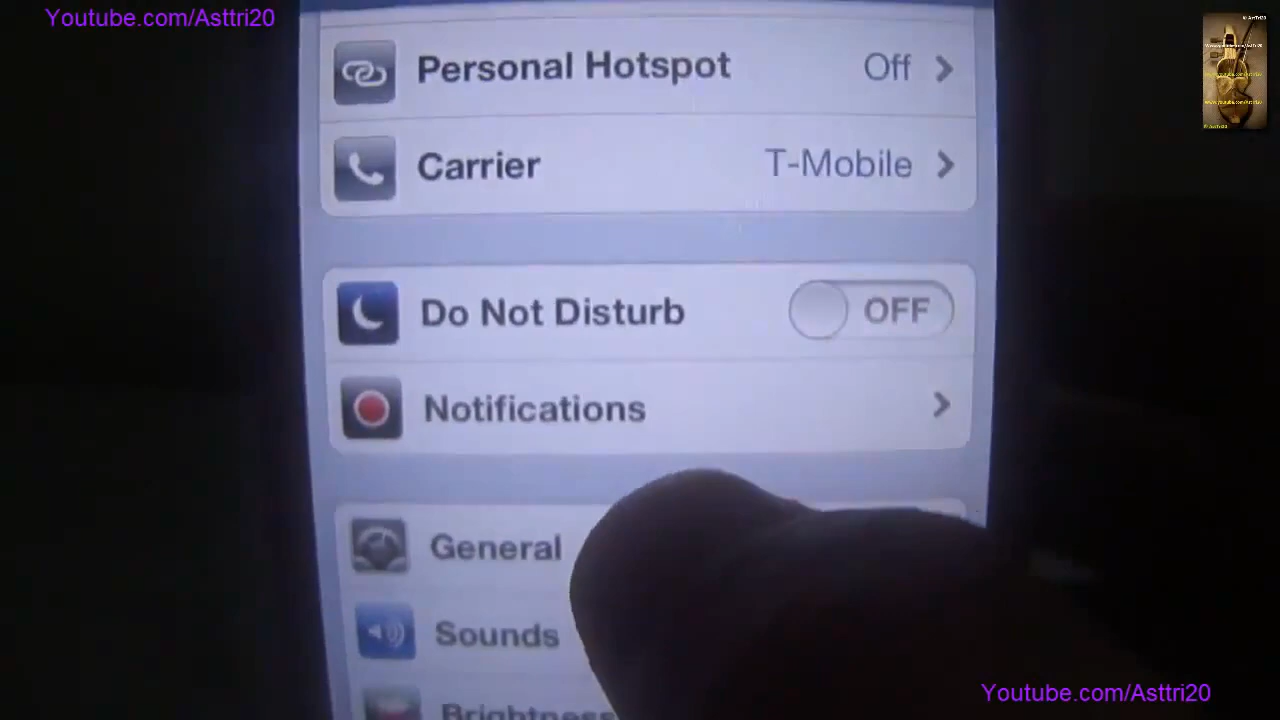 Youtube.com/Asttri20
Personal Hotspot Off
Carrier T-Mobile
Do Not Disturb OFF
Notifications
General
Sounds
Brightness
Youtube.com/Asttri20